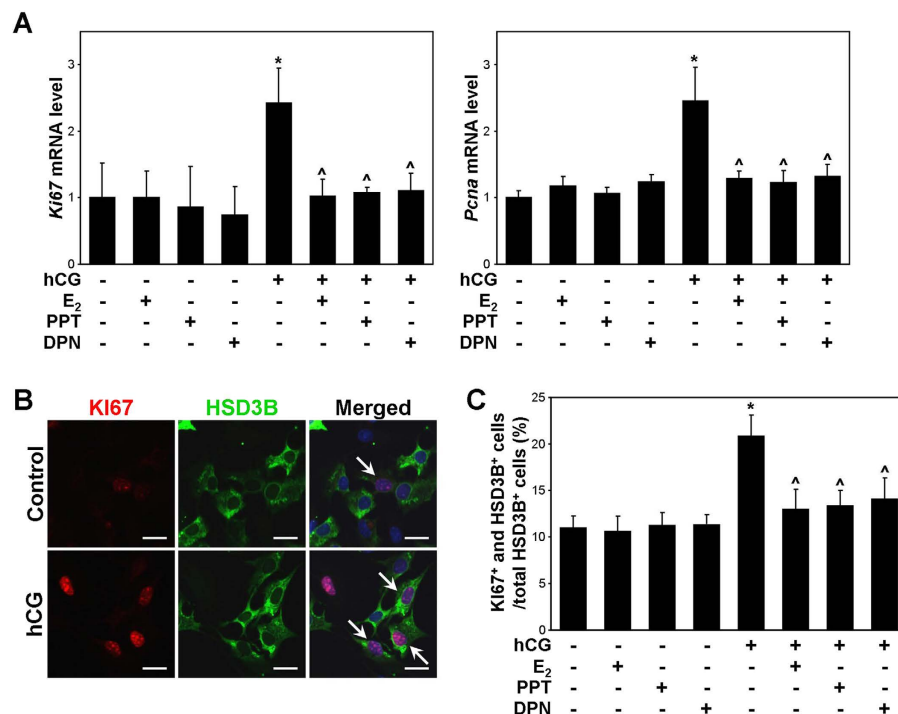 A
Ki67 mRNA level
3
2
1
0
*
^ ^ ^
hCG - - - - + + + +
E2 - + - - - + - -
PPT - - + - - - + -
DPN - - - + - - - +
Pcna mRNA level
3
2
1
0
*
^ ^ ^
hCG - - - - + + + +
E2 - + - - - + - -
PPT - - + - - - + -
DPN - - - + - - - +
B
KI67 HSD3B Merged
Control
hCG
C
KI67+ and HSD3B+ cells
/total HSD3B+ cells (%)
25
20
15
10
5
0
*
^ ^ ^
hCG - - - - + + + +
E2 - + - - - + - -
PPT - - + - - - + -
DPN - - - + - - - +